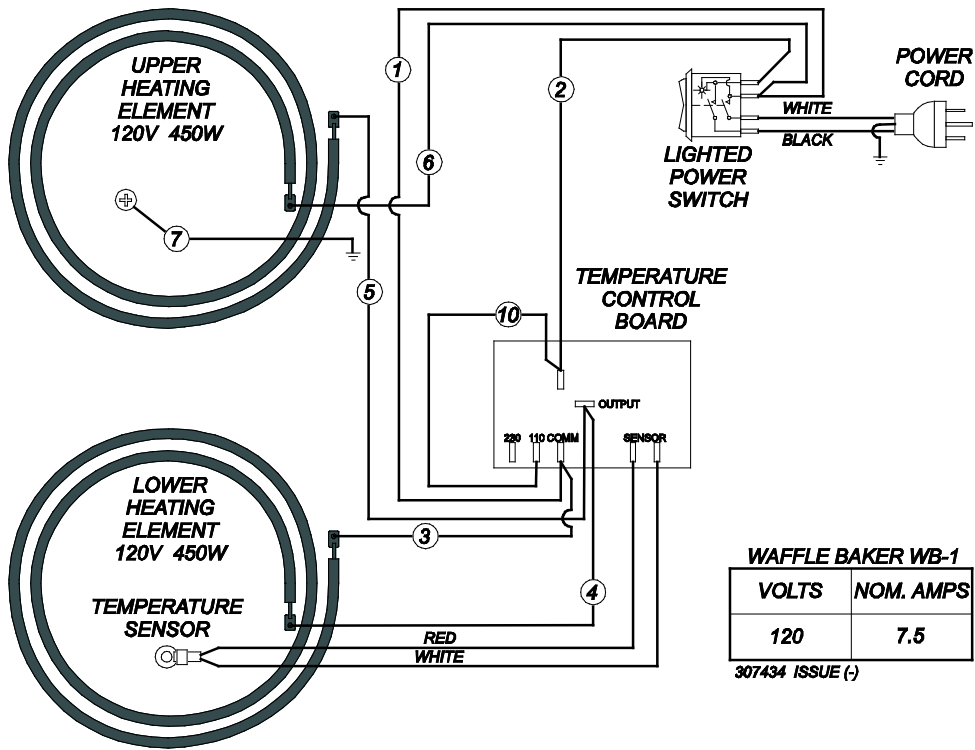 UPPER
HEATING
ELEMENT
120V 450W
1
2
6
7
5
POWER
CORD
WHITE
BLACK
LIGHTED
POWER
SWITCH
TEMPERATURE
CONTROL
BOARD
10
OUTPUT
220 110 COMM SENSOR
LOWER
HEATING
ELEMENT
120V 450W
3
4
TEMPERATURE
SENSOR
RED
WHITE
WAFFLE BAKER WB-1
VOLTS NOM. AMPS
120 7.5
307434 ISSUE (-)